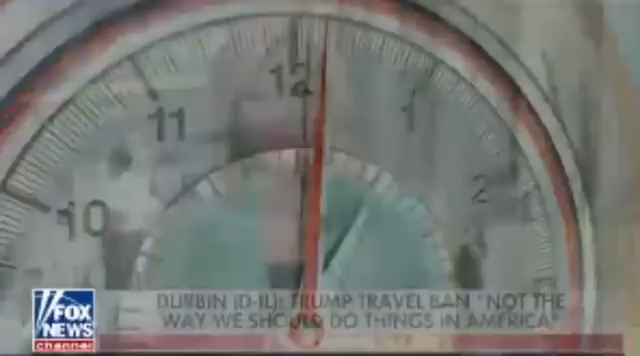 12
11
1
10
2
DURBIN (D-IL): TRUMP TRAVEL BAN "NOT THE
WAY WE SHOULD DO THINGS IN AMERICA"
FOX
NEWS
channel